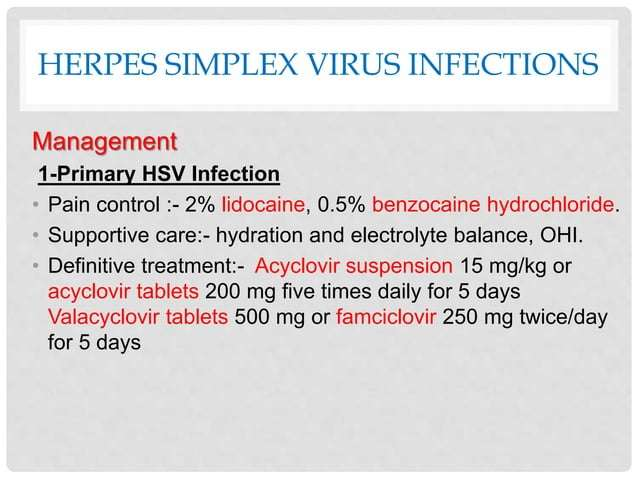 HERPES SIMPLEX VIRUS INFECTIONS
Management
1-Primary HSV Infection
• Pain control :- 2% lidocaine, 0.5% benzocaine hydrochloride.
• Supportive care:- hydration and electrolyte balance, OHI.
• Definitive treatment:- Acyclovir suspension 15 mg/kg or
acyclovir tablets 200 mg five times daily for 5 days
Valacyclovir tablets 500 mg or famciclovir 250 mg twice/day
for 5 days